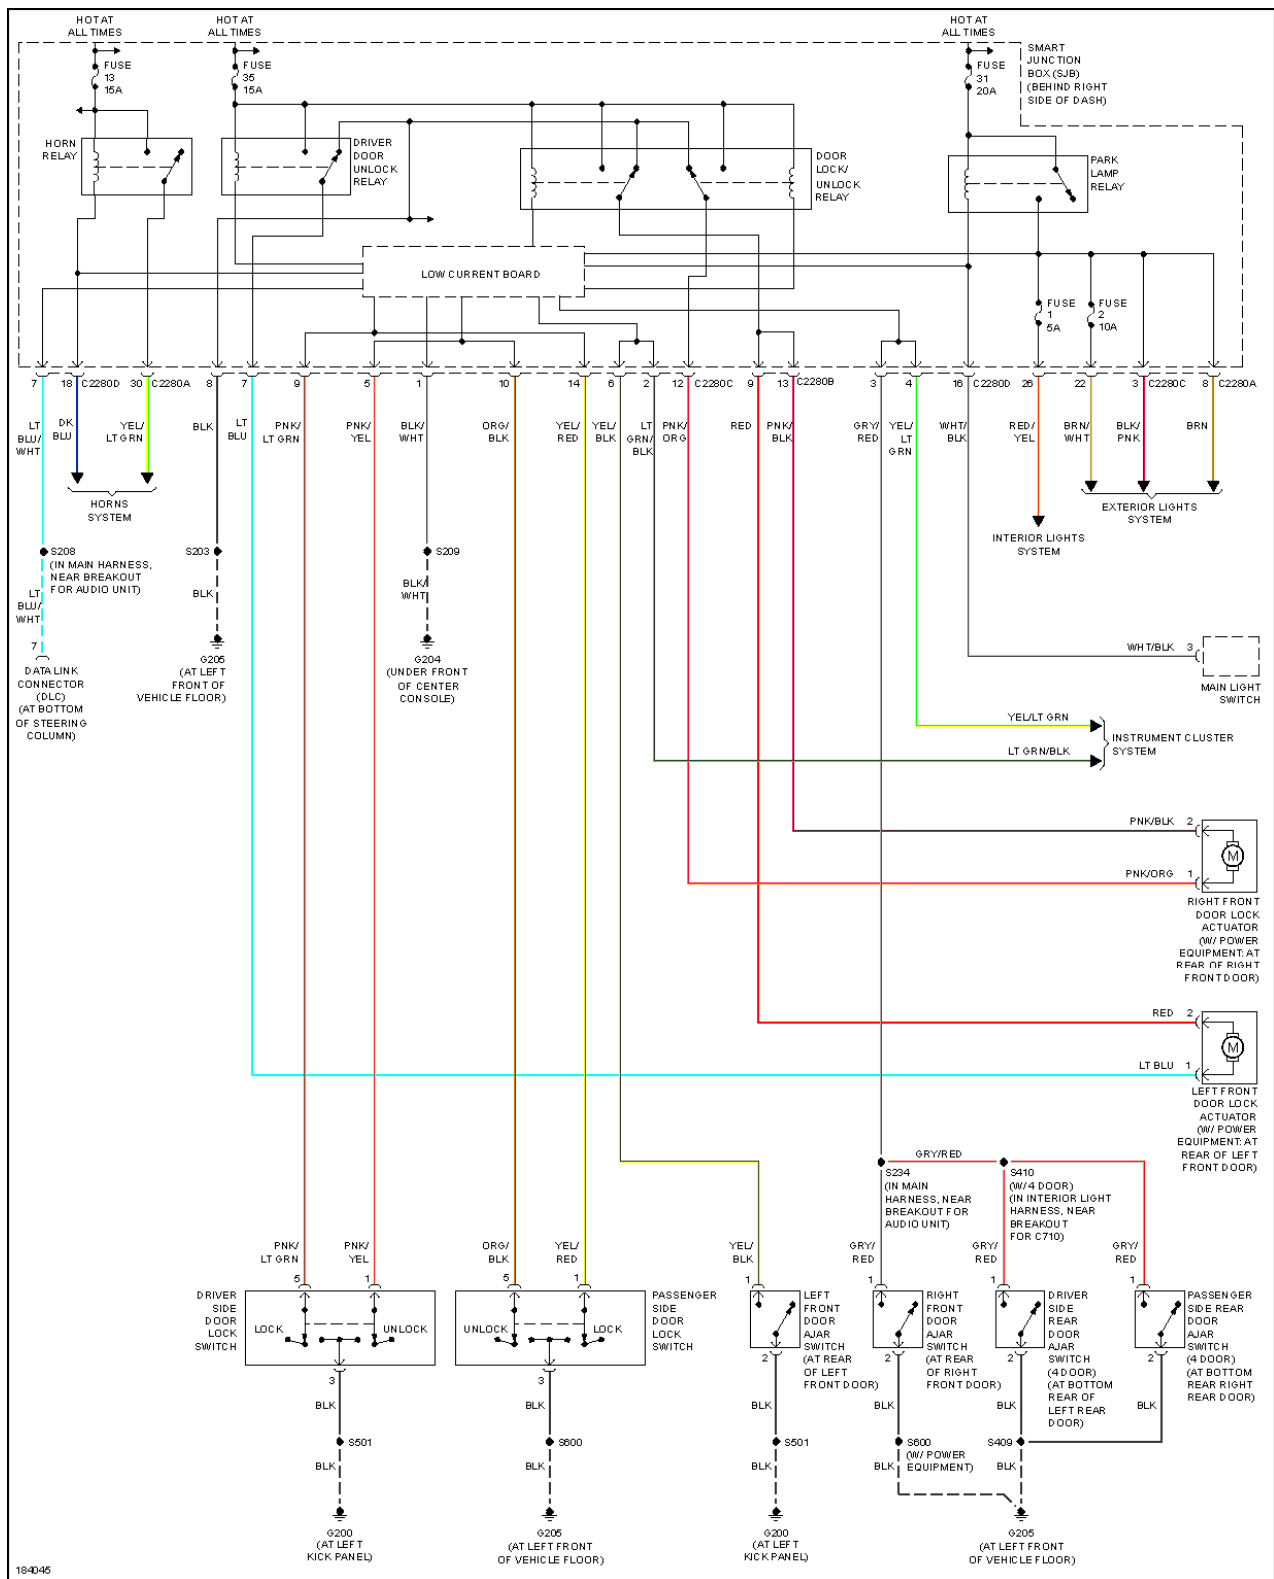 HOT AT
ALL TIMES
HOT AT
ALL TIMES
HOT AT
ALL TIMES
FUSE
13
15A
FUSE
35
15A
FUSE
31
20A
SMART
JUNCTION
BOX (SJB)
(BEHIND RIGHT
SIDE OF DASH)
HORN
RELAY
DRIVER
DOOR
UNLOCK
RELAY
DOOR
LOCK/
UNLOCK
RELAY
PARK
LAMP
RELAY
LOW CURRENT BOARD
FUSE
1
5A
FUSE
2
10A
7
18
C2280D
30
C2280A
8
7
9
5
1
10
14
6
2
12
C2280C
9
13
C2280B
3
4
16
C2280D
26
22
3
C2280C
8
C2280A
LT
BLU/
WHT
DK
BLU
YEL/
LT GRN
BLK
LT
BLU
PNK/
LT GRN
PNK/
YEL
BLK/
WHT
ORG/
BLK
YEL/
RED
YEL/
BLK
LT
GRN/
BLK
PNK/
ORG
RED
PNK/
BLK
GRY/
RED
YEL/
LT
GRN
WHT/
BLK
RED/
YEL
BRN/
WHT
BLK/
PNK
BRN
HORNS
SYSTEM
EXTERIOR LIGHTS
SYSTEM
INTERIOR LIGHTS
SYSTEM
S208
(IN MAIN HARNESS,
NEAR BREAKOUT
FOR AUDIO UNIT)
S203
S209
LT
BLU/
WHT
BLK
BLK/
WHT
7
DATA LINK
CONNECTOR
(DLC)
(AT BOTTOM
OF STEERING
COLUMN)
G205
(AT LEFT
FRONT OF
VEHICLE FLOOR)
G204
(UNDER FRONT
OF CENTER
CONSOLE)
WHT/BLK 3
MAIN LIGHT
SWITCH
YEL/LT GRN
LT GRN/BLK
INSTRUMENT CLUSTER
SYSTEM
PNK/BLK 2
M
PNK/ORG 1
RIGHT FRONT
DOOR LOCK
ACTUATOR
(W/ POWER
EQUIPMENT: AT
REAR OF RIGHT
FRONT DOOR)
RED 2
M
LT BLU 1
LEFT FRONT
DOOR LOCK
ACTUATOR
(W/ POWER
EQUIPMENT: AT
REAR OF LEFT
FRONT DOOR)
GRY/RED
S234
(IN MAIN
HARNESS, NEAR
BREAKOUT FOR
AUDIO UNIT)
S410
(W/ 4 DOOR)
(IN INTERIOR LIGHT
HARNESS, NEAR
BREAKOUT
FOR C710)
PNK/
LT GRN
PNK/
YEL
ORG/
BLK
YEL/
RED
YEL/
BLK
GRY/
RED
GRY/
RED
GRY/
RED
5
1
5
1
1
1
1
1
DRIVER
SIDE
DOOR
LOCK
SWITCH
LOCK
UNLOCK
UNLOCK
LOCK
PASSENGER
SIDE
DOOR
LOCK
SWITCH
LEFT
FRONT
DOOR
AJAR
SWITCH
(AT REAR
OF LEFT
FRONT DOOR)
RIGHT
FRONT
DOOR
AJAR
SWITCH
(AT REAR
OF RIGHT
FRONT DOOR)
DRIVER
SIDE
REAR
DOOR
AJAR
SWITCH
(4 DOOR)
(AT BOTTOM
REAR OF
LEFT REAR
DOOR)
PASSENGER
SIDE REAR
DOOR
AJAR
SWITCH
(4 DOOR)
(AT BOTTOM
REAR RIGHT
REAR DOOR)
3
3
2
2
2
2
BLK
BLK
BLK
BLK
BLK
BLK
S501
S600
S501
S600
(W/ POWER
EQUIPMENT)
S409
BLK
BLK
BLK
BLK
BLK
G200
(AT LEFT
KICK PANEL)
G205
(AT LEFT FRONT
OF VEHICLE FLOOR)
G200
(AT LEFT
KICK PANEL)
G205
(AT LEFT FRONT
OF VEHICLE FLOOR)
184045